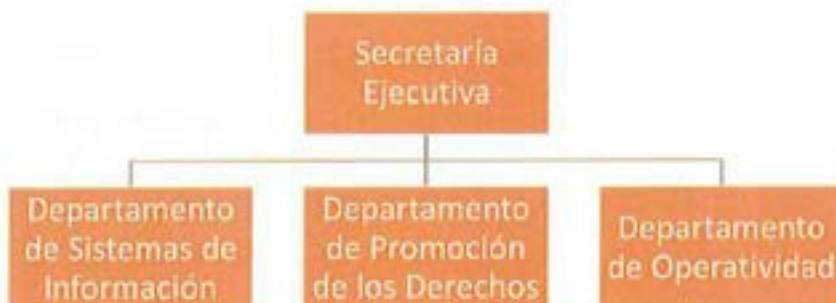 Secretaría
Ejecutiva
Departamento
de Sistemas de
Información
Departamento
de Promoción
de los Derechos
Departamento
de Operatividad